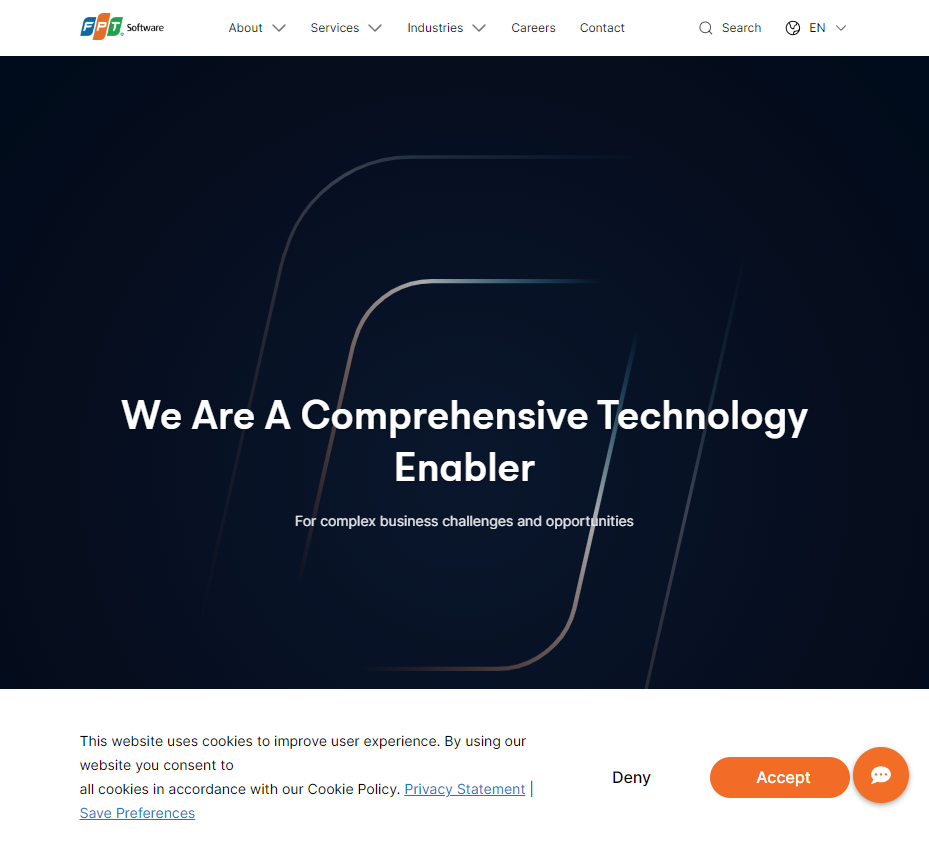 FPT Software
About
Services
Industries
Careers
Contact
Search
EN
We Are A Comprehensive Technology
Enabler
For complex business challenges and opportunities
This website uses cookies to improve user experience. By using our
website you consent to
all cookies in accordance with our Cookie Policy. Privacy Statement |
Save Preferences
Deny
Accept